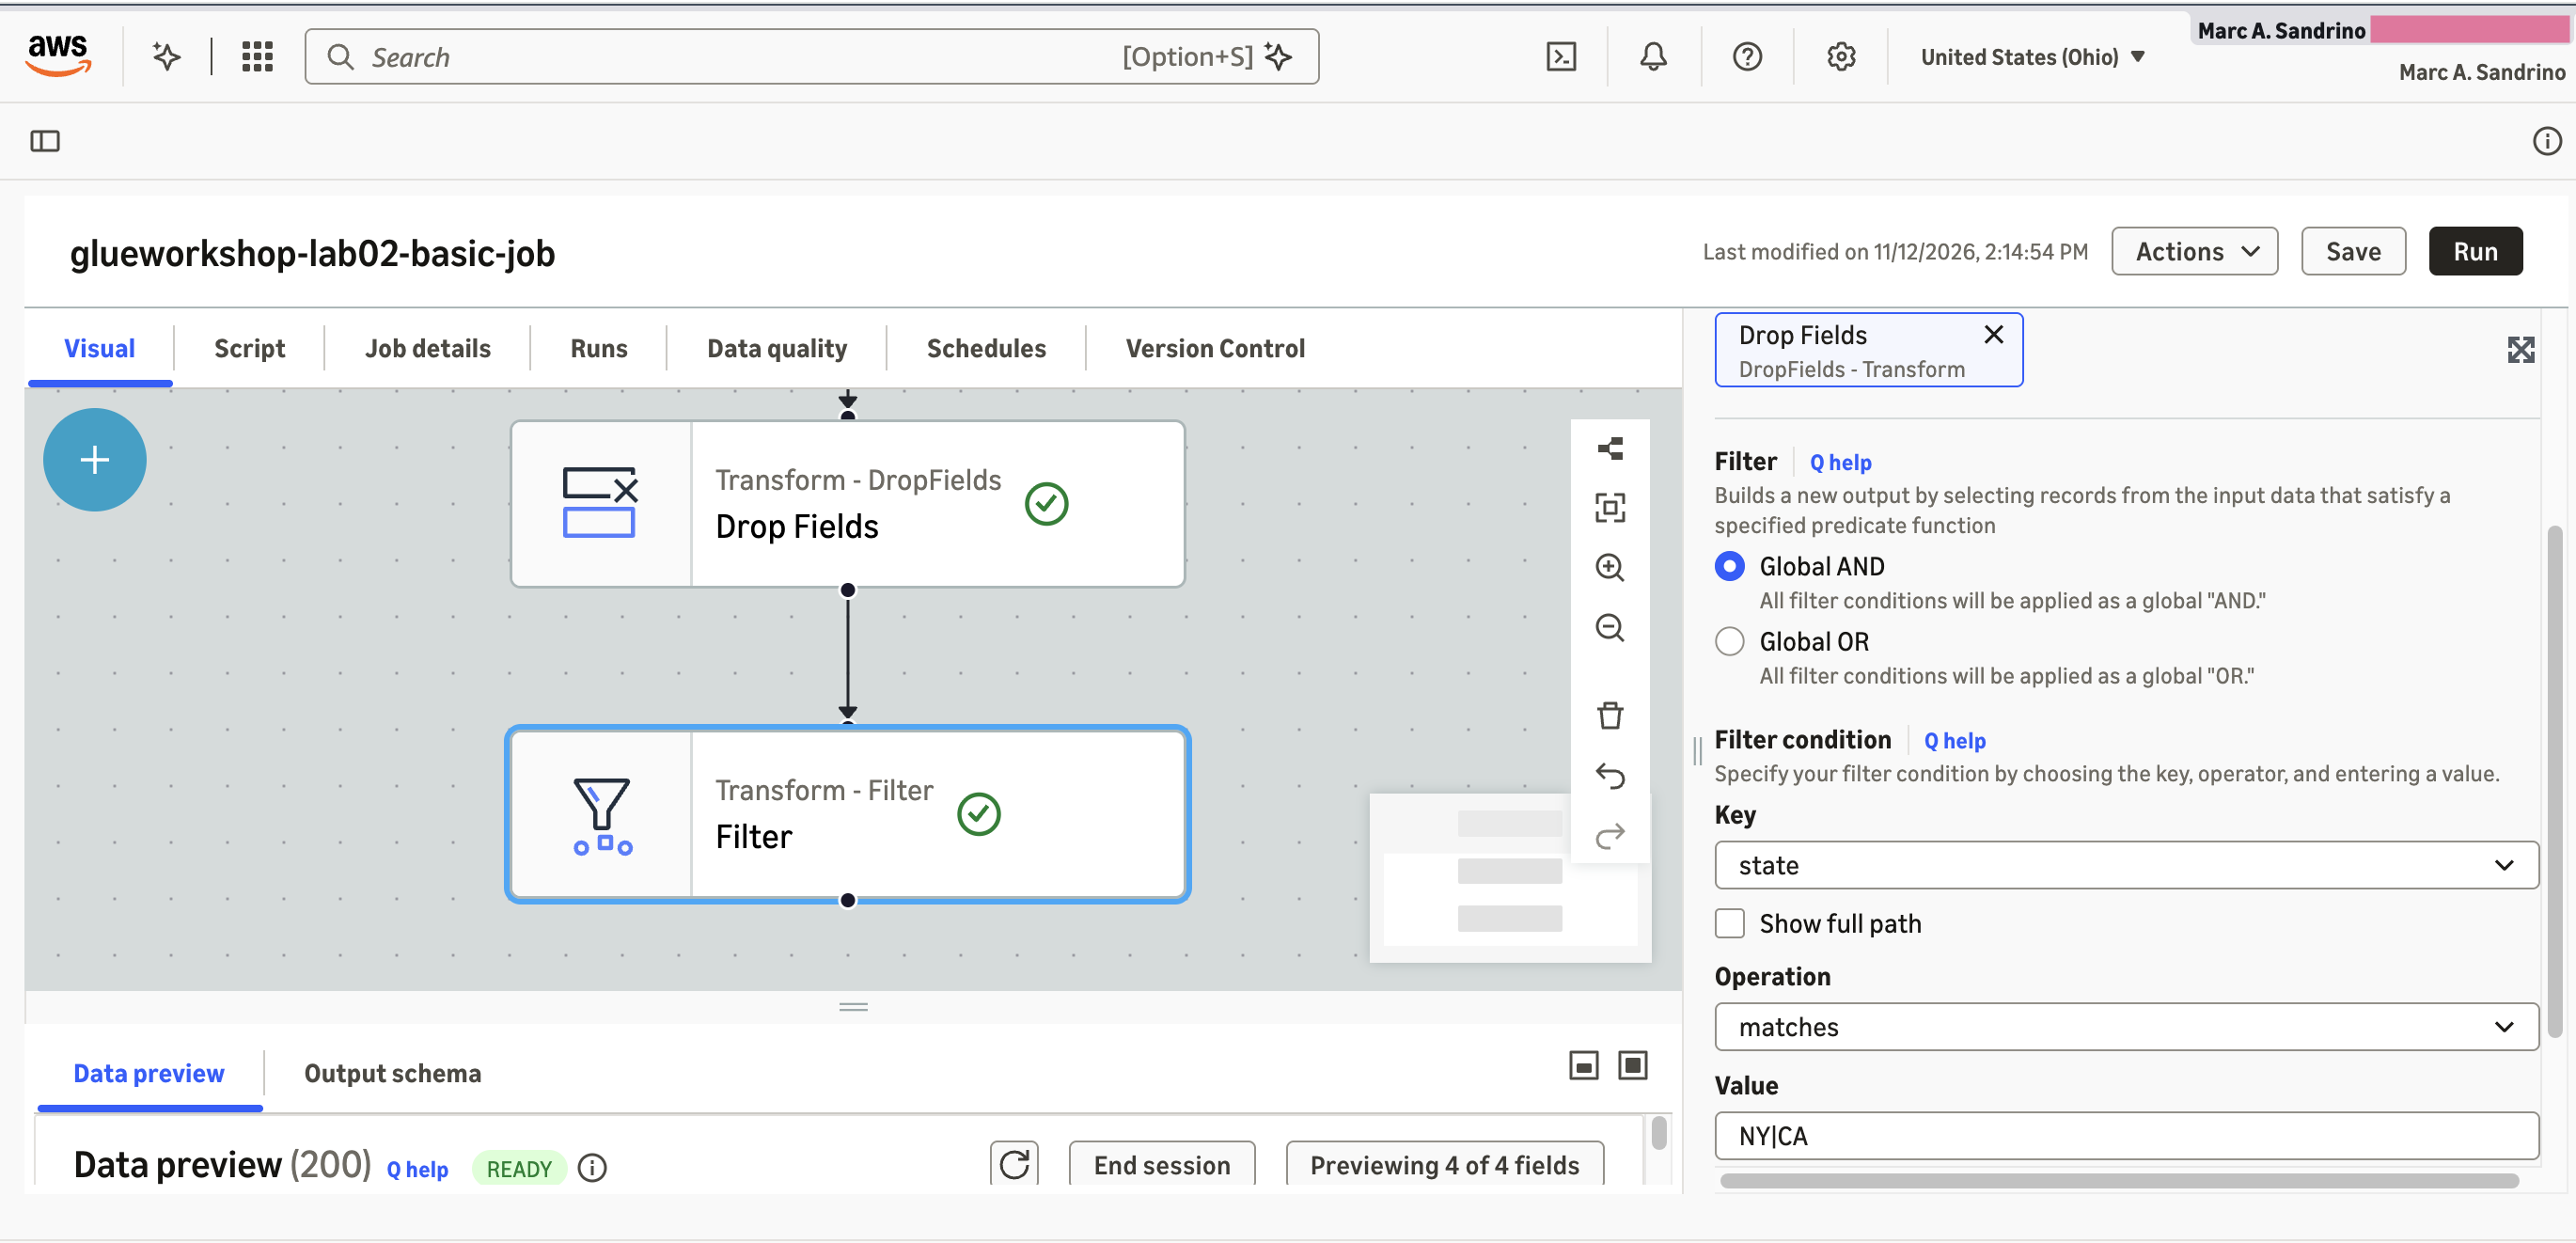 aws
Search
[Option+S]
United States (Ohio)
Marc A. Sandrino
Marc A. Sandrino
glueworkshop-lab02-basic-job
Last modified on 11/12/2026, 2:14:54 PM
Actions
Save
Run
Visual
Script
Job details
Runs
Data quality
Schedules
Version Control
Transform - DropFields
Drop Fields
Transform - Filter
Filter
Data preview
Output schema
Data preview (200)
Q help
READY
End session
Previewing 4 of 4 fields
Drop Fields
DropFields - Transform
Filter
Q help
Builds a new output by selecting records from the input data that satisfy a
specified predicate function
Global AND
All filter conditions will be applied as a global "AND."
Global OR
All filter conditions will be applied as a global "OR."
Filter condition
Q help
Specify your filter condition by choosing the key, operator, and entering a value.
Key
state
Show full path
Operation
matches
Value
NY|CA